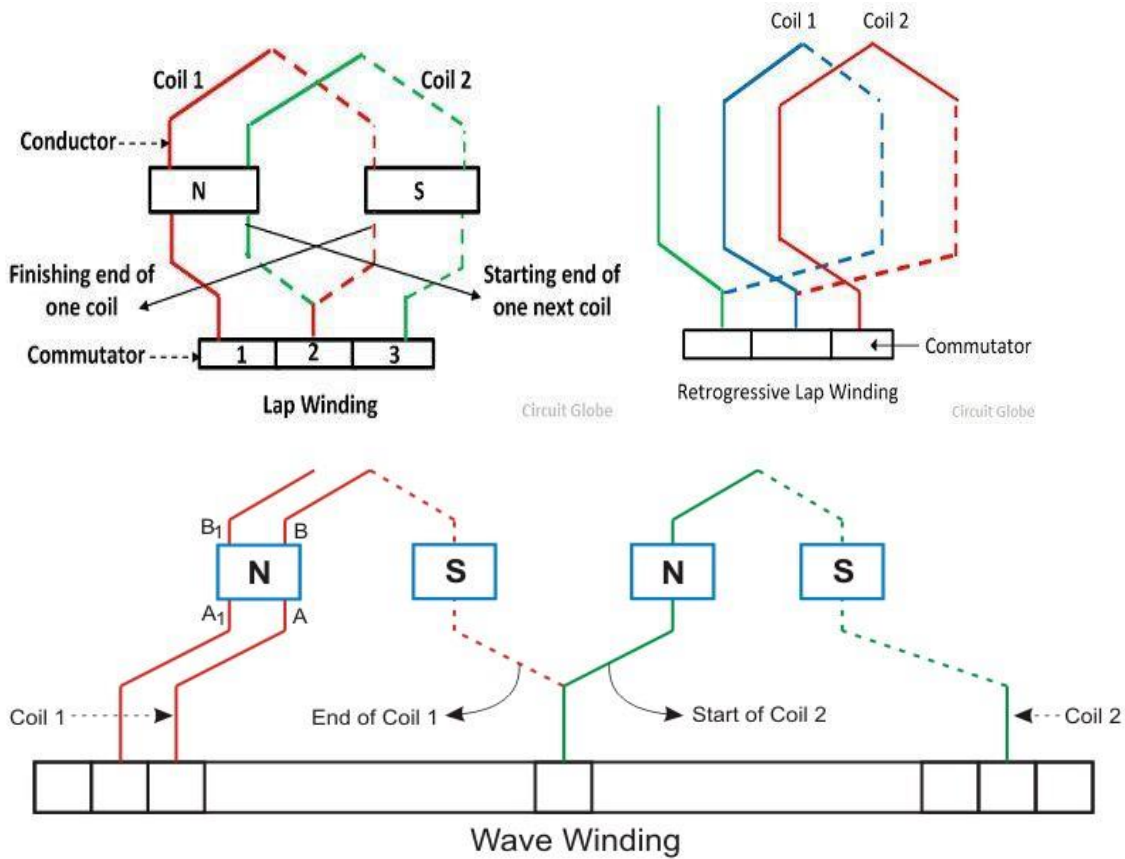 Coil 1
Coil 2
Conductor
N
S
Finishing end of
one coil
Starting end of
one next coil
Commutator
1
2
3
Lap Winding
Circuit Globe
Coil 1
Coil 2
Commutator
Retrogressive Lap Winding
Circuit Globe
B1
B
N
S
N
S
A1
A
Coil 1
End of Coil 1
Start of Coil 2
Coil 2
Wave Winding